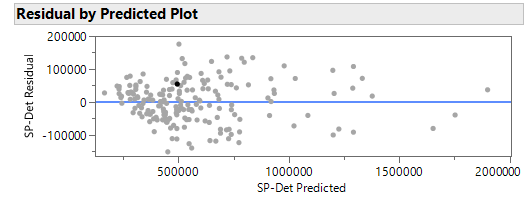 Residual by Predicted Plot
200000
100000
0
-100000
SP-Det Residual
500000 1000000 1500000 2000000
SP-Det Predicted